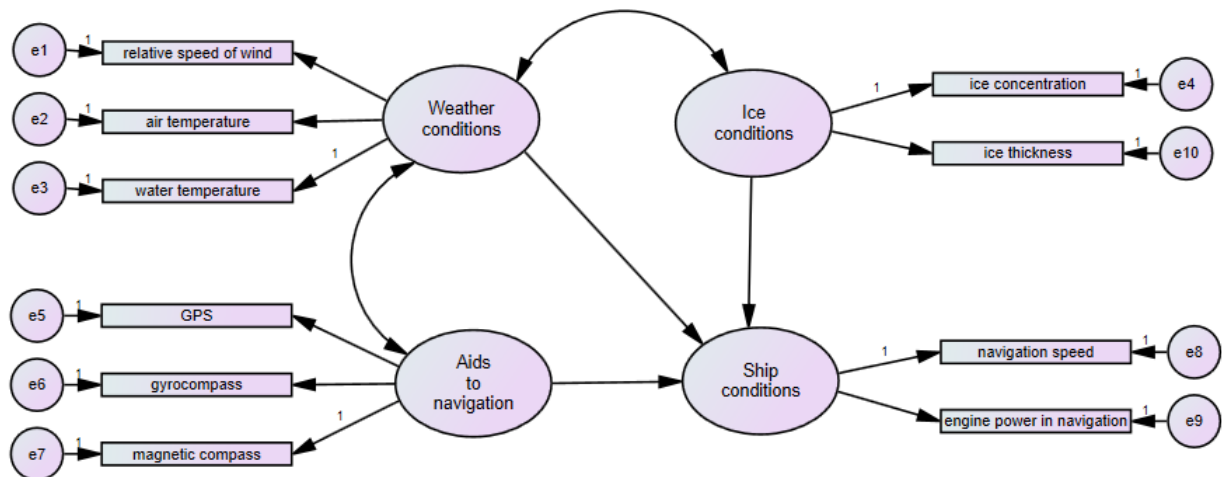 e1
1
relative speed of wind
e2
1
air temperature
e3
1
water temperature
1
Weather
conditions
Ice
conditions
1
ice concentration
1
e4
ice thickness
1
e10
e5
1
GPS
e6
1
gyrocompass
e7
1
magnetic compass
1
Aids
to
navigation
Ship
conditions
1
navigation speed
1
e8
engine power in navigation
1
e9